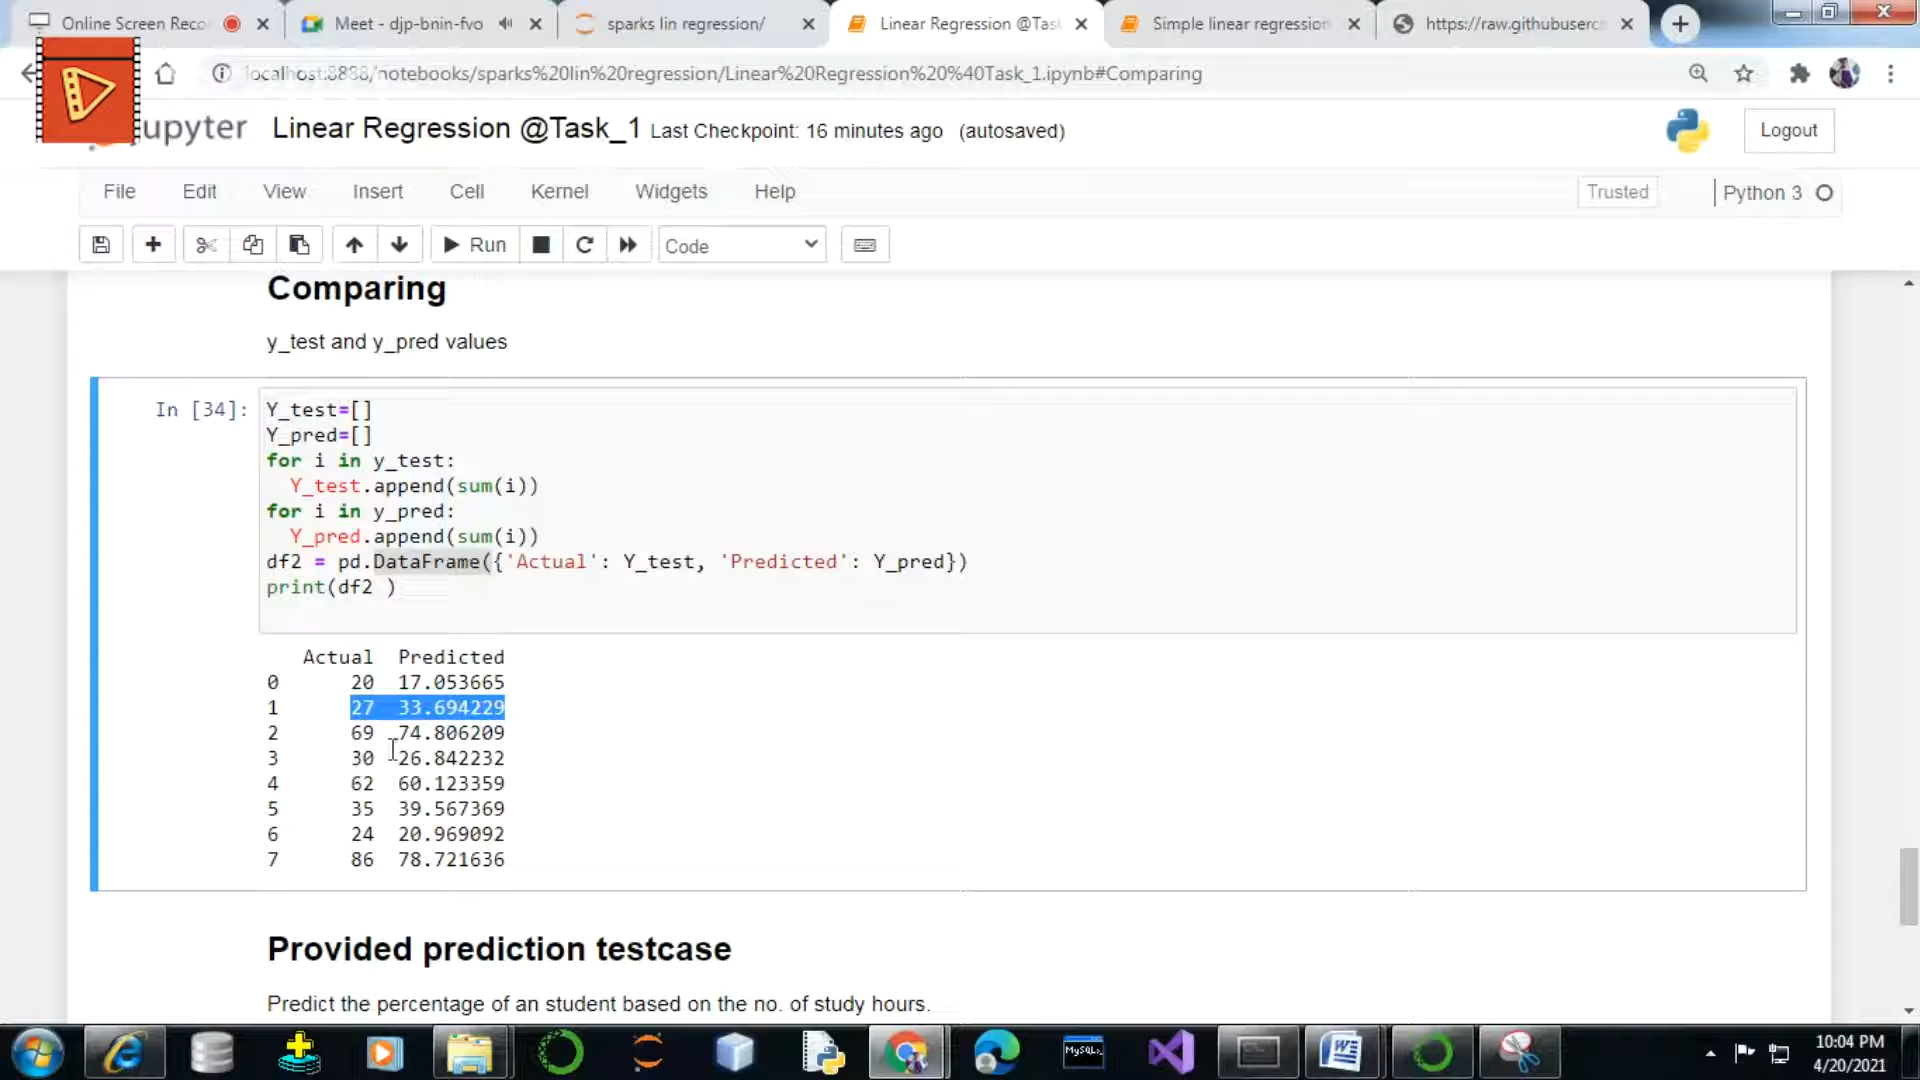 Online Screen Reco
Meet - djp-bnin-fvo
sparks lin regression/
Linear Regression @Tas
Simple linear regression
https://raw.githubuserc
localhost:8888/notebooks/sparks%20lin%20regression/Linear%20Regression%20%40Task_1.ipynb#Comparing
upyter
Linear Regression @Task_1 Last Checkpoint: 16 minutes ago (autosaved)
Logout
File Edit View Insert Cell Kernel Widgets Help
Trusted
Python 3
Run
Code
Comparing
y_test and y_pred values
In [34]:
Y_test=[]
Y_pred=[]
for i in y_test:
  Y_test.append(sum(i))
for i in y_pred:
  Y_pred.append(sum(i))
df2 = pd.DataFrame({'Actual': Y_test, 'Predicted': Y_pred})
print(df2 )
Actual Predicted
0 20 17.053665
1 27 33.694229
2 69 74.806209
3 30 26.842232
4 62 60.123359
5 35 39.567369
6 24 20.969092
7 86 78.721636
Provided prediction testcase
Predict the percentage of an student based on the no. of study hours.
MySQL
10:04 PM
4/20/2021